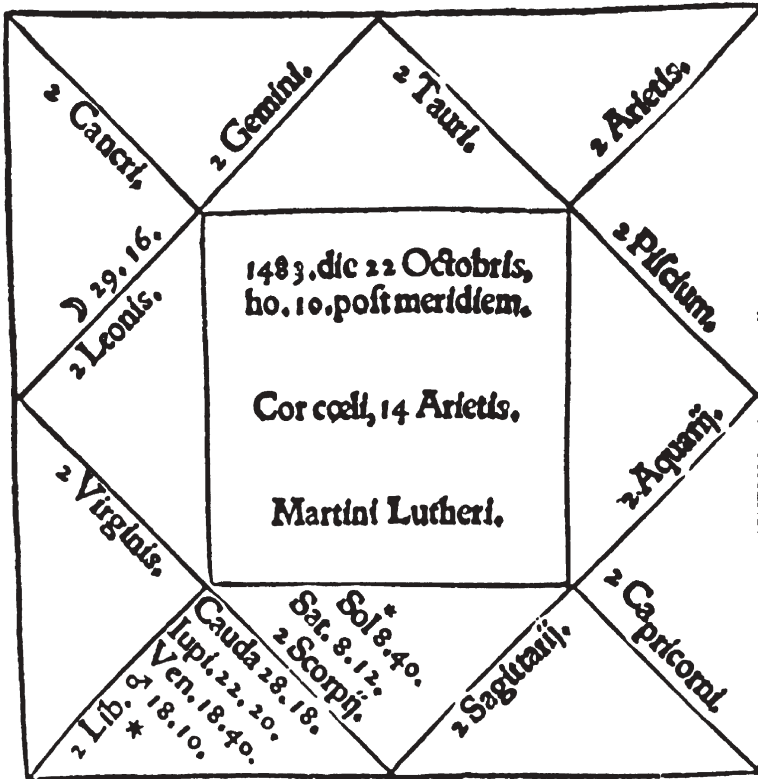 2 Cancri.
2 Gemini.
2 Tauri.
2 Arietis.
☽ 29. 16.
2 Leonis.
2 Piſcium.
1483. die 22 Octobris,
ho. 10. poſt meridiem.
Cor cœli, 14 Arietis.
Martini Lutheri.
2 Virginis.
2 Aquarij.
Cauda 28. 18.
Iupi. 22. 20.
Ven. 18. 40.
♂ 18. 10.
2 Lib.
*
Sol 8. 40.
*
Sat. 8. 12.
2 Scorpij.
2 Sagittarij.
2 Ca
pricorni.